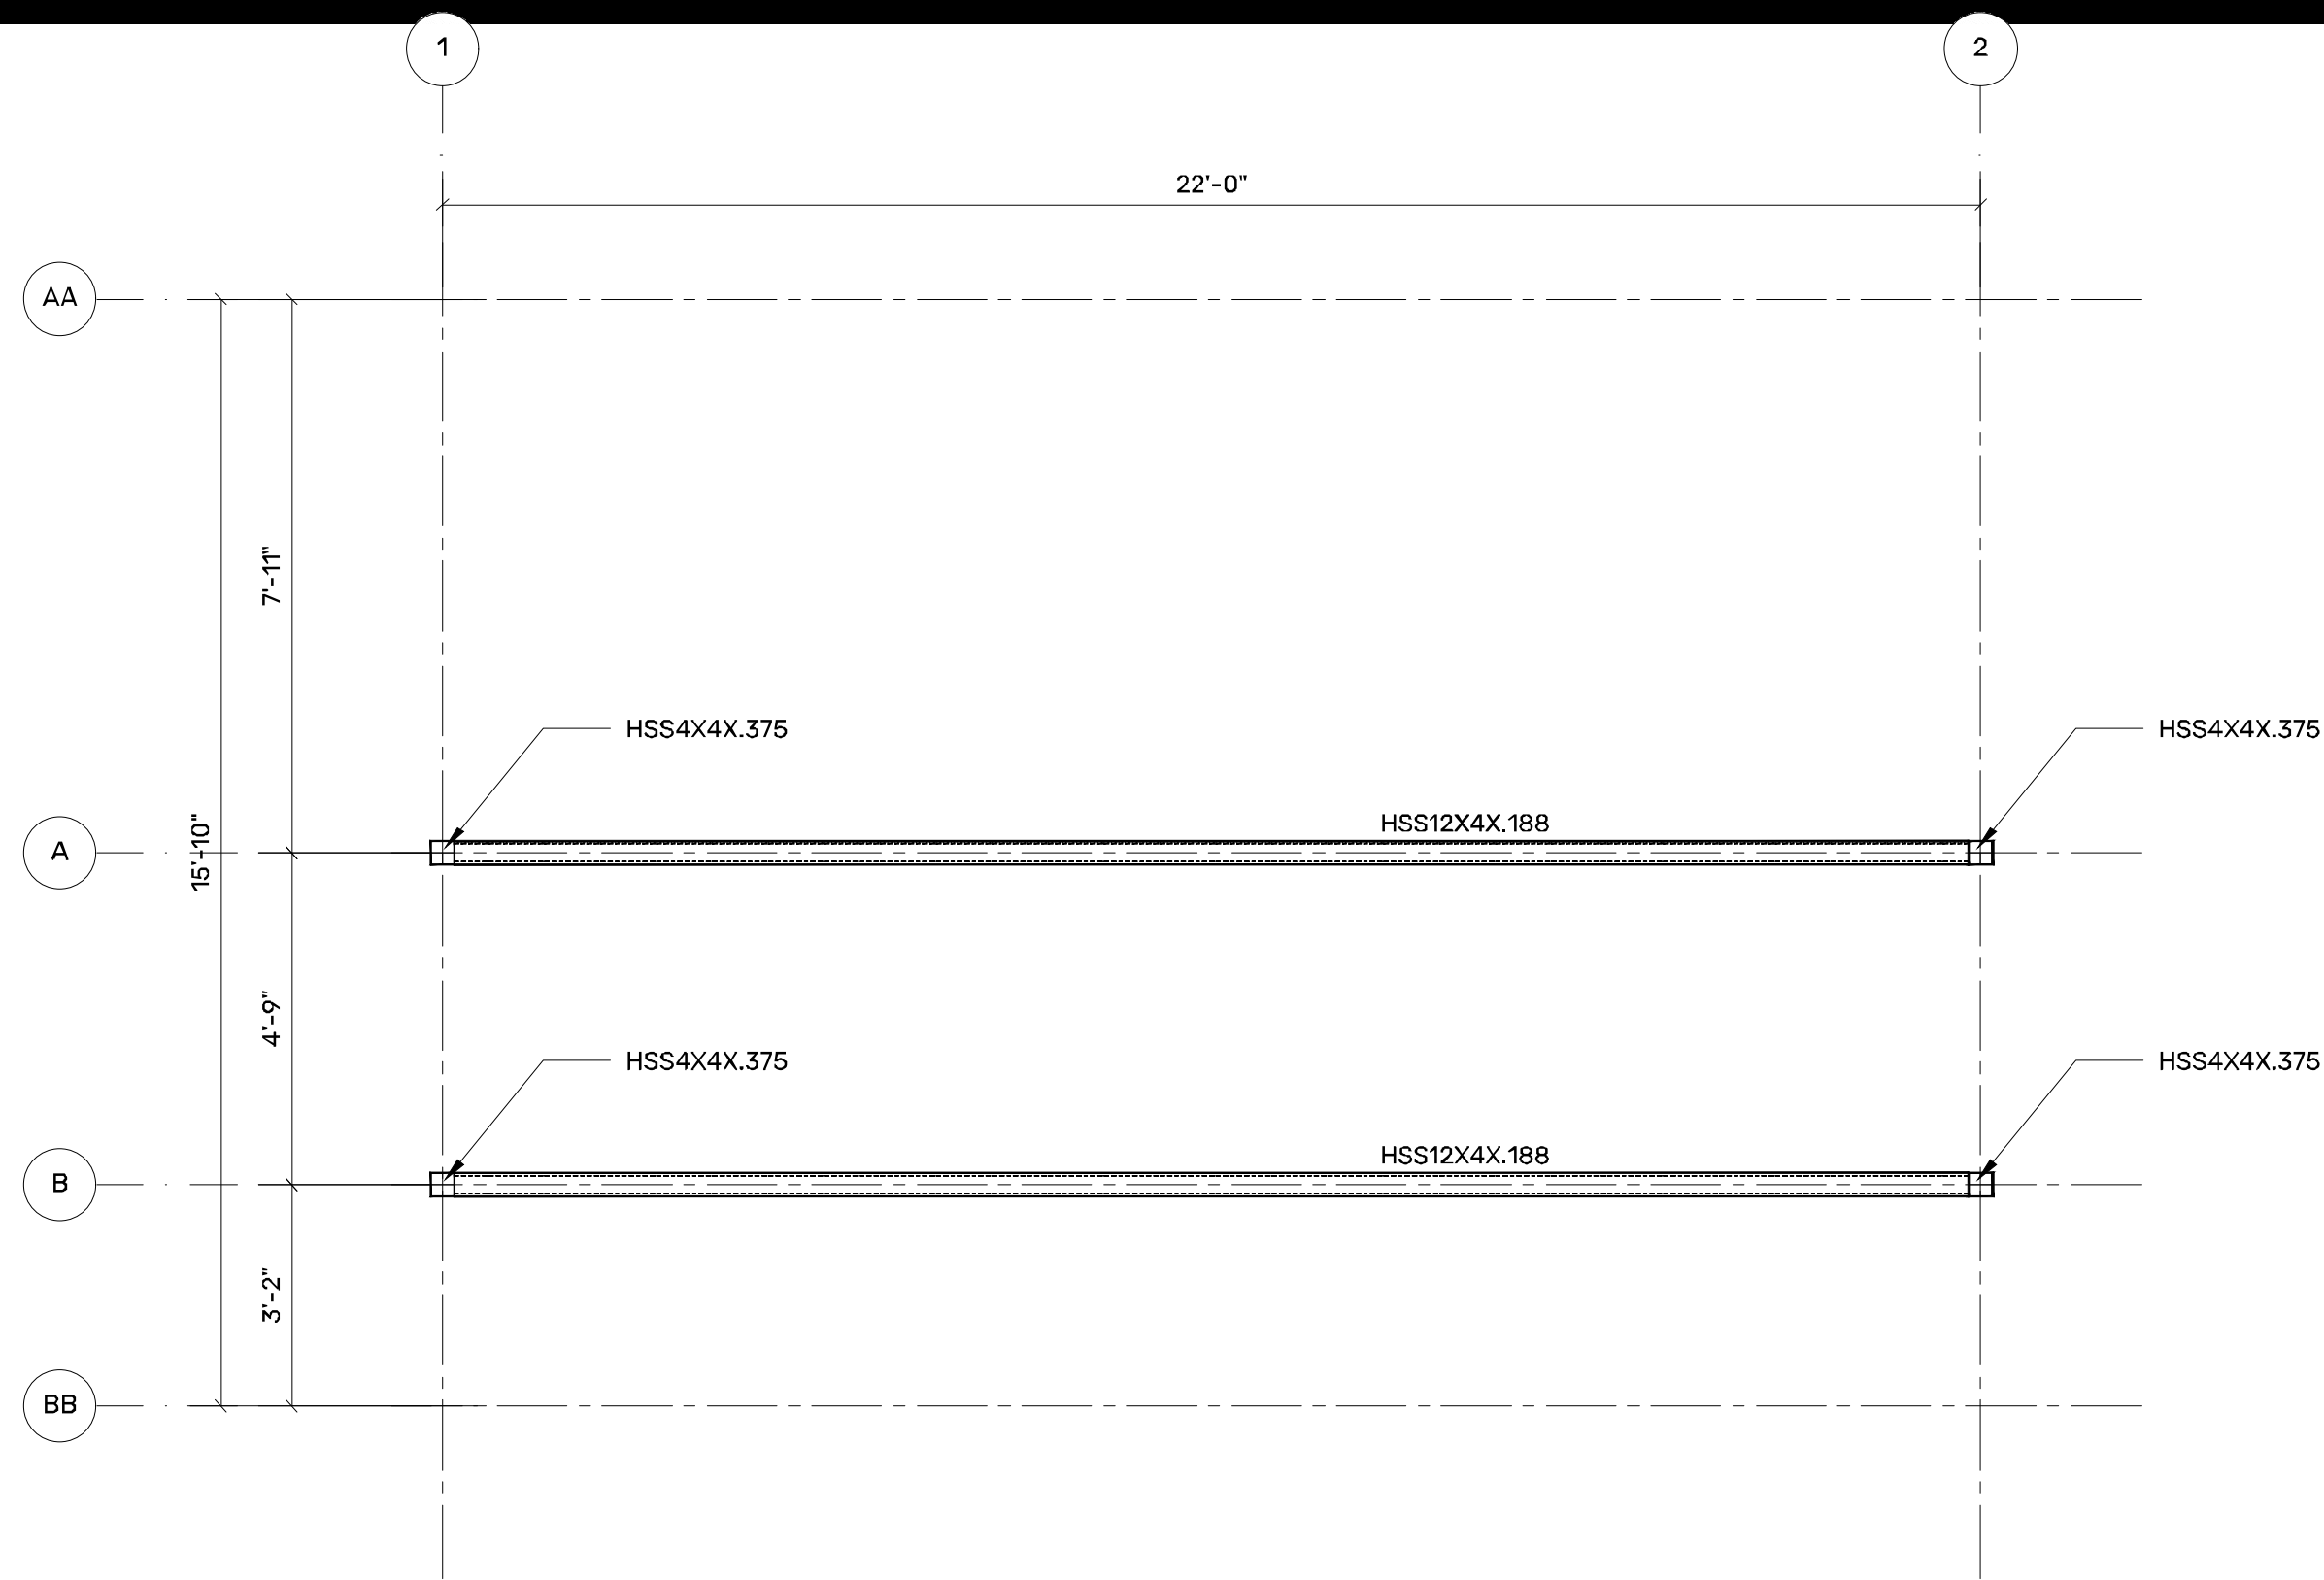 1
2
22'-0"
AA
7'-11"
HSS4X4X.375
HSS4X4X.375
15'-10"
HSS12X4X.188
A
4'-9"
HSS4X4X.375
HSS4X4X.375
HSS12X4X.188
B
3'-2"
BB